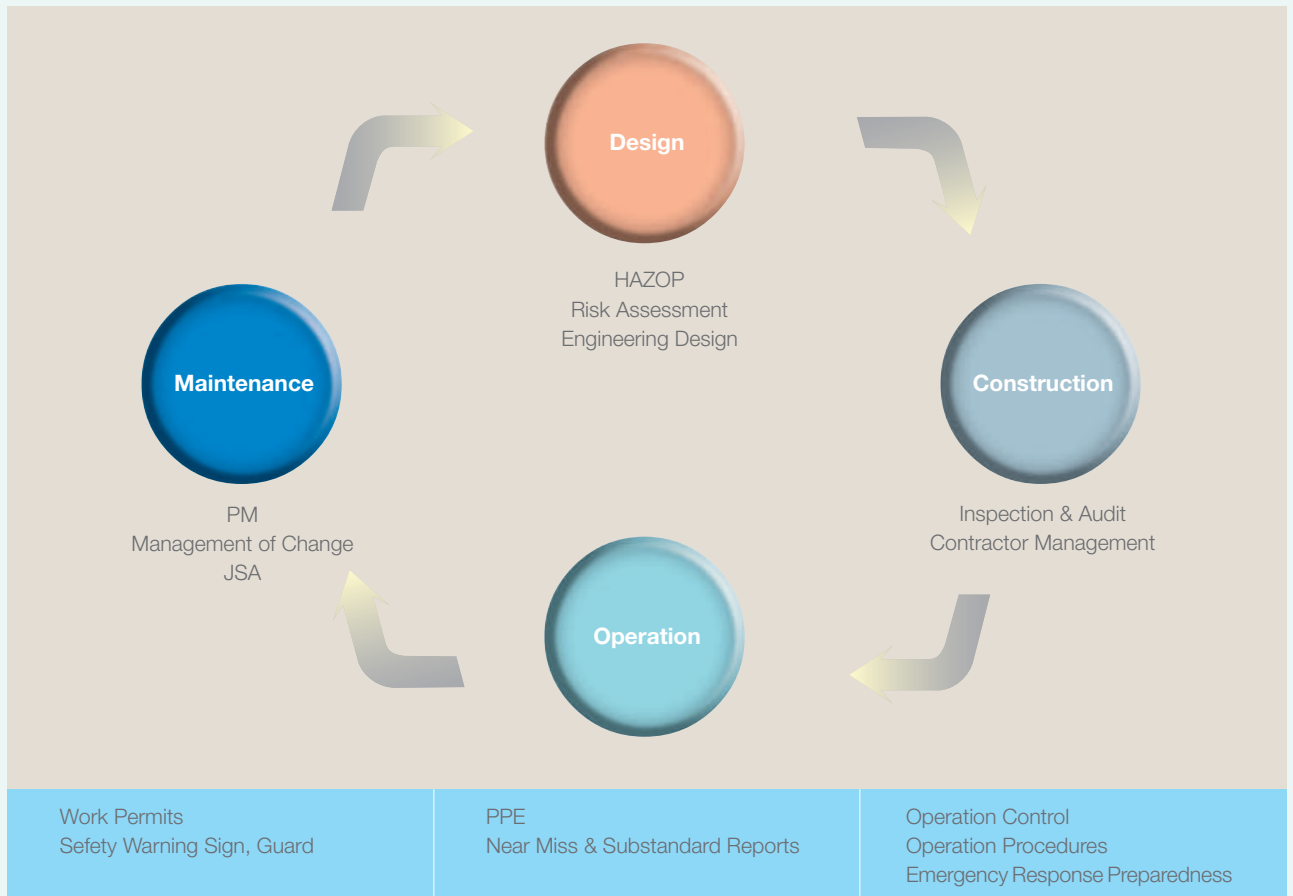 Design
HAZOP
Risk Assessment
Engineering Design
Maintenance
PM
Management of Change
JSA
Construction
Inspection & Audit
Contractor Management
Operation
Work Permits
Safety Warning Sign, Guard
PPE
Near Miss & Substandard Reports
Operation Control
Operation Procedures
Emergency Response Preparedness